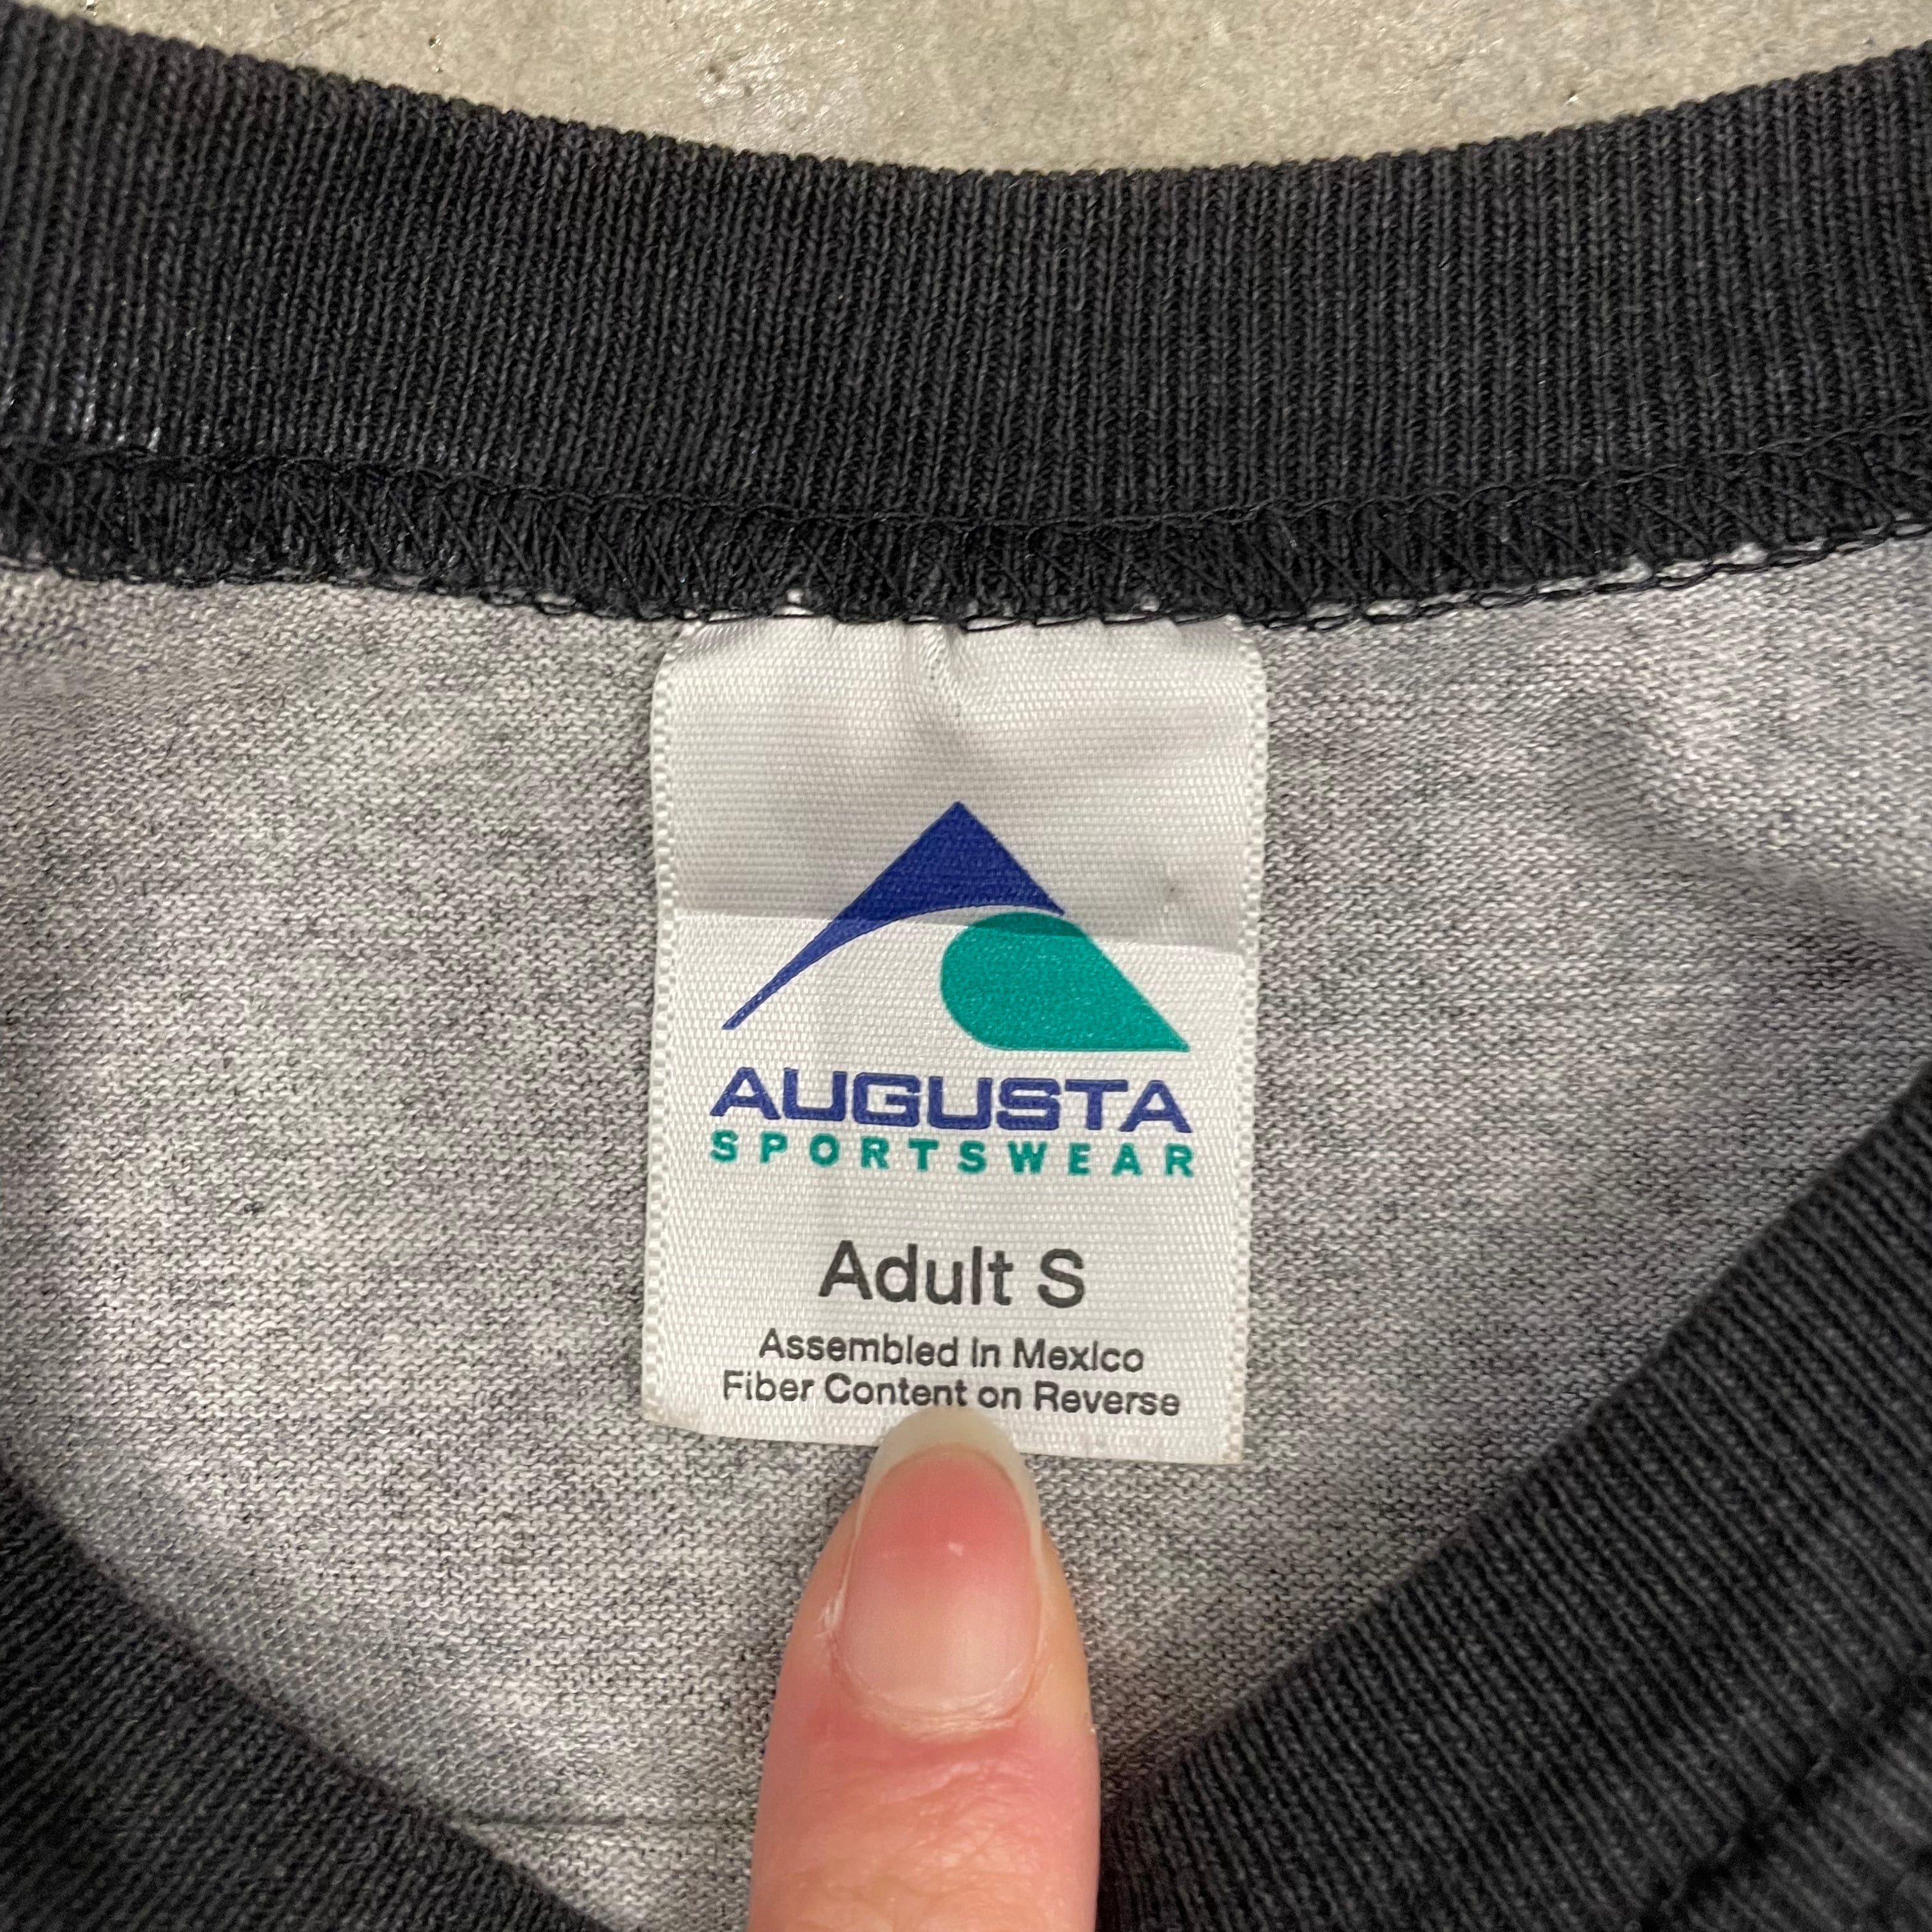 AUGUSTA
SPORTSWEAR
Adult S
Assembled in Mexico
Fiber Content on Reverse